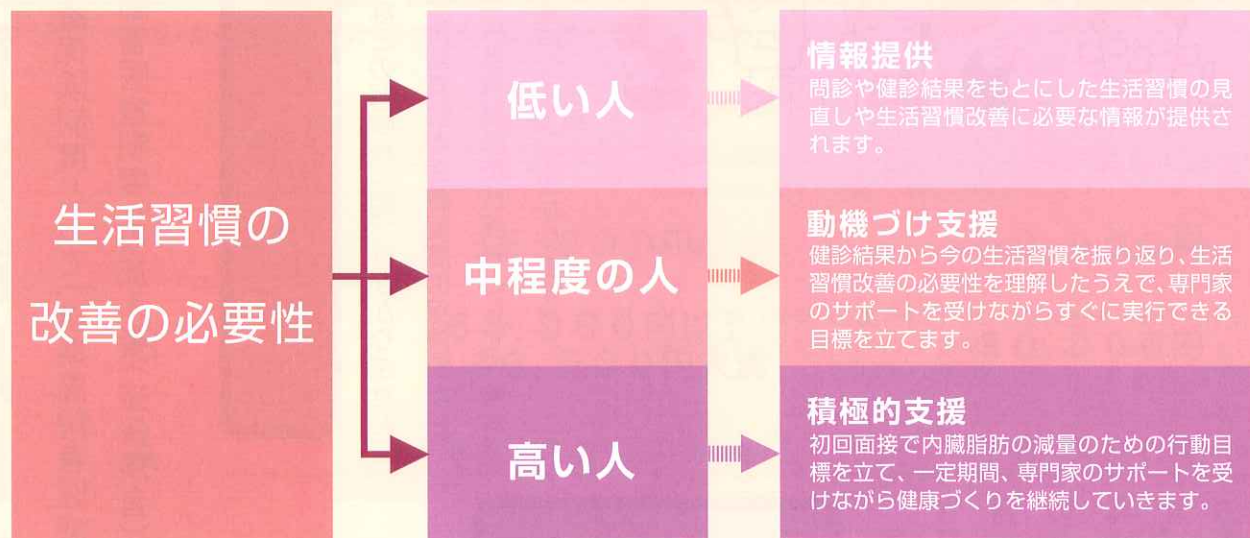 生活習慣の
改善の必要性
低い人
情報提供
問診や健診結果をもとにした生活習慣の見
直しや生活習慣改善に必要な情報が提供さ
れます。
中程度の人
動機づけ支援
健診結果から今の生活習慣を振り返り、生活
習慣改善の必要性を理解したうえで、専門家
のサポートを受けながらすぐに実行できる
目標を立てます。
高い人
積極的支援
初回面接で内臓脂肪の減量のための行動目
標を立て、一定期間、専門家のサポートを受
けながら健康づくりを継続していきます。